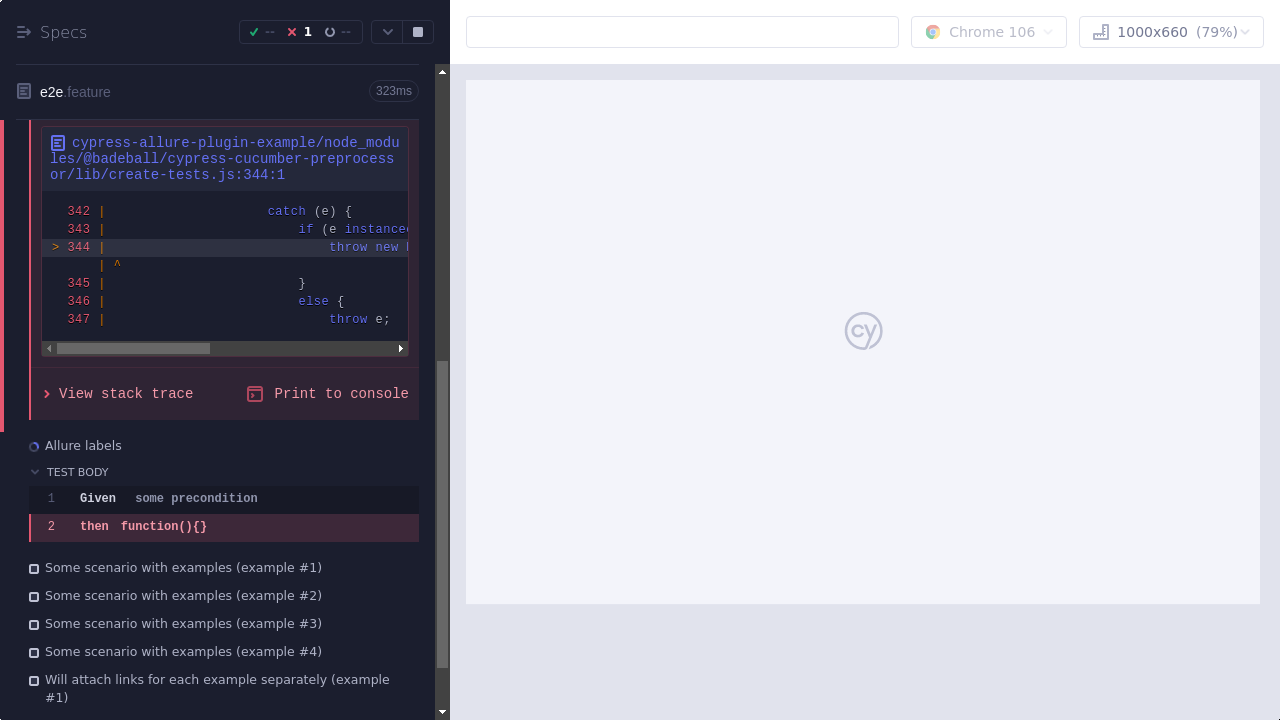 Specs
-- 1 --
Chrome 106
1000x660 (79%)
e2e.feature
323ms
cypress-allure-plugin-example/node_modu
les/@badeball/cypress-cucumber-preprocess
or/lib/create-tests.js:344:1
342 | catch (e) {
343 | if (e instance
> 344 | throw new
| ^
345 | }
346 | else {
347 | throw e;
View stack trace
Print to console
Allure labels
TEST BODY
1 Given some precondition
2 then function(){}
Some scenario with examples (example #1)
Some scenario with examples (example #2)
Some scenario with examples (example #3)
Some scenario with examples (example #4)
Will attach links for each example separately (example
#1)
cy